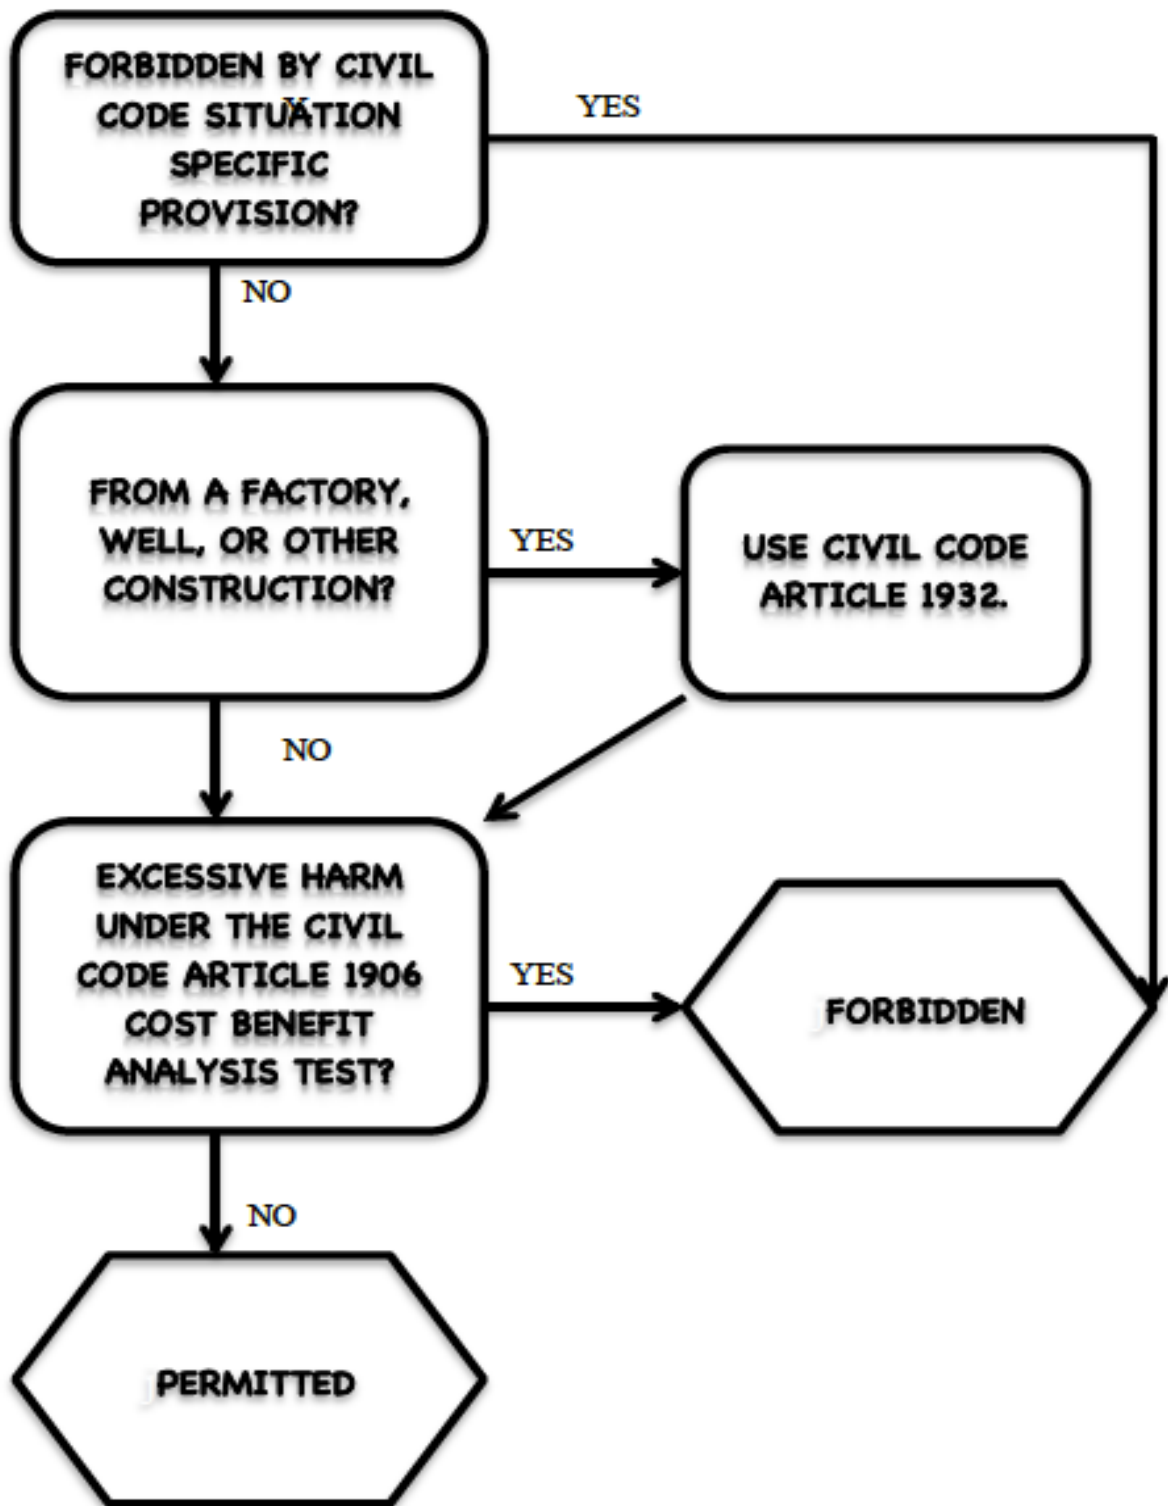 FORBIDDEN BY CIVIL
CODE SITUATION
SPECIFIC
PROVISION?
YES
NO
FROM A FACTORY,
WELL, OR OTHER
CONSTRUCTION?
YES
USE CIVIL CODE
ARTICLE 1932.
NO
EXCESSIVE HARM
UNDER THE CIVIL
CODE ARTICLE 1906
COST BENEFIT
ANALYSIS TEST?
YES
FORBIDDEN
NO
PERMITTED